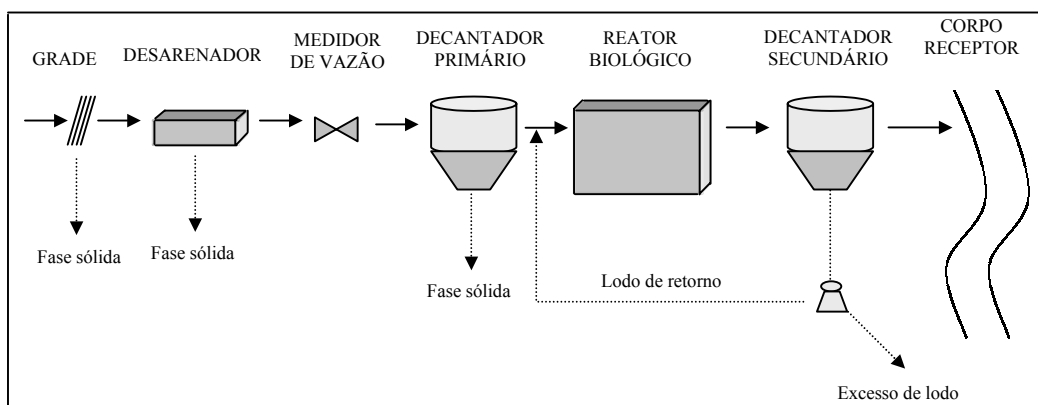 GRADE
DESARENADOR
MEDIDOR
DE VAZÃO
DECANTADOR
PRIMÁRIO
REATOR
BIOLÓGICO
DECANTADOR
SECUNDÁRIO
CORPO
RECEPTOR
Fase sólida
Fase sólida
Fase sólida
Lodo de retorno
Excesso de lodo